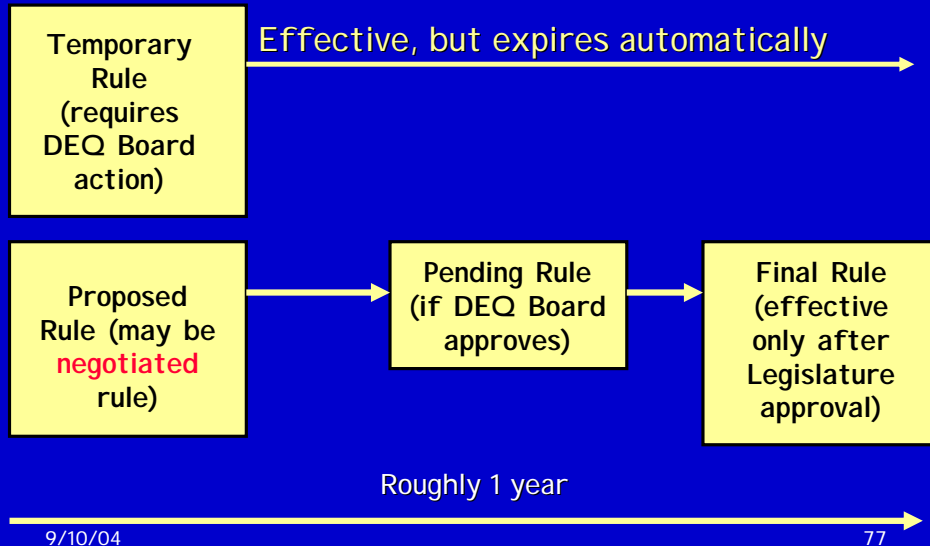 Temporary
Rule
(requires
DEQ Board
action)
Effective, but expires automatically
Proposed
Rule (may be
negotiated
rule)
Pending Rule
(if DEQ Board
approves)
Final Rule
(effective
only after
Legislature
approval)
Roughly 1 year
9/10/04
77